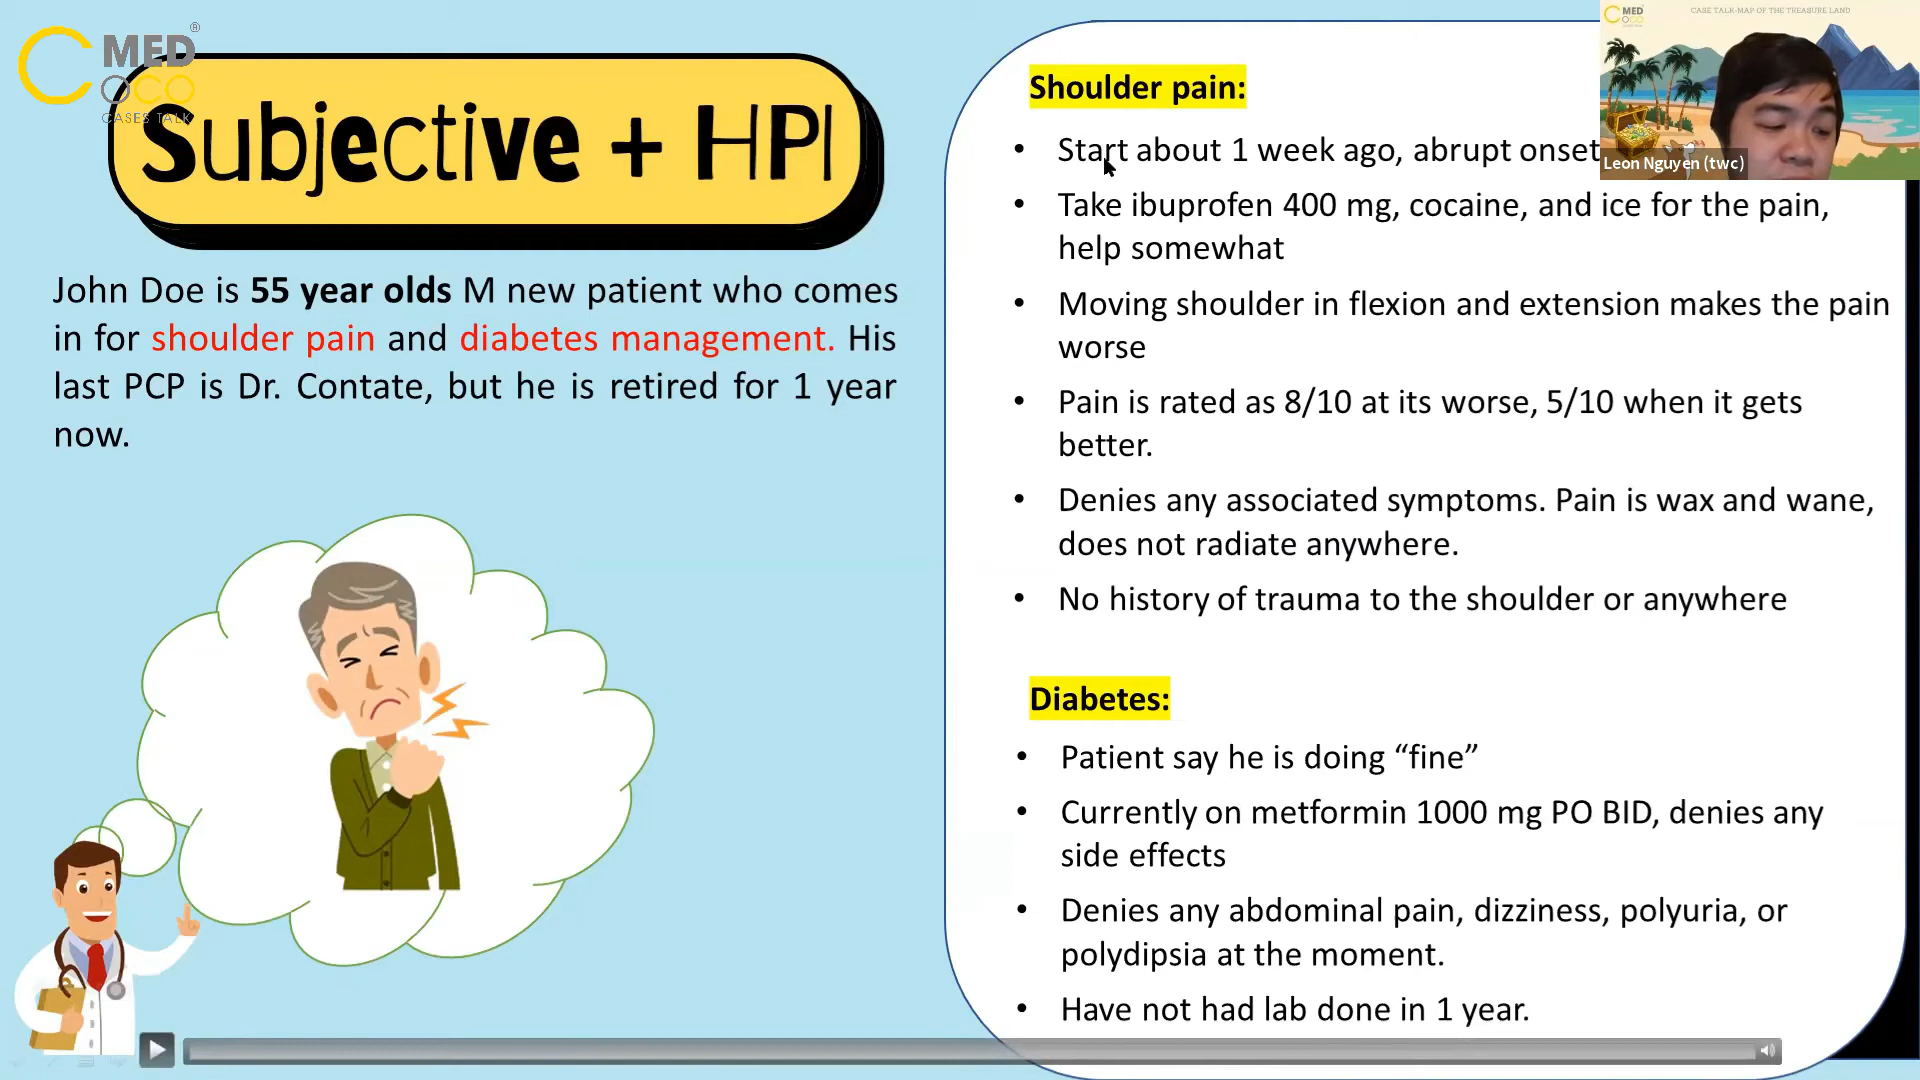 MED
COCO
CASES TALK
®
Subjective + HPI
John Doe is 55 year olds M new patient who comes
in for shoulder pain and diabetes management. His
last PCP is Dr. Contate, but he is retired for 1 year
now.
Shoulder pain:
• Start about 1 week ago, abrupt onset
• Take ibuprofen 400 mg, cocaine, and ice for the pain,
help somewhat
• Moving shoulder in flexion and extension makes the pain
worse
• Pain is rated as 8/10 at its worse, 5/10 when it gets
better.
• Denies any associated symptoms. Pain is wax and wane,
does not radiate anywhere.
• No history of trauma to the shoulder or anywhere
Diabetes:
• Patient say he is doing “fine”
• Currently on metformin 1000 mg PO BID, denies any
side effects
• Denies any abdominal pain, dizziness, polyuria, or
polydipsia at the moment.
• Have not had lab done in 1 year.
MED
COCO
CASE TALK-MAP OF THE TREASURE LAND
Leon Nguyen (twc)